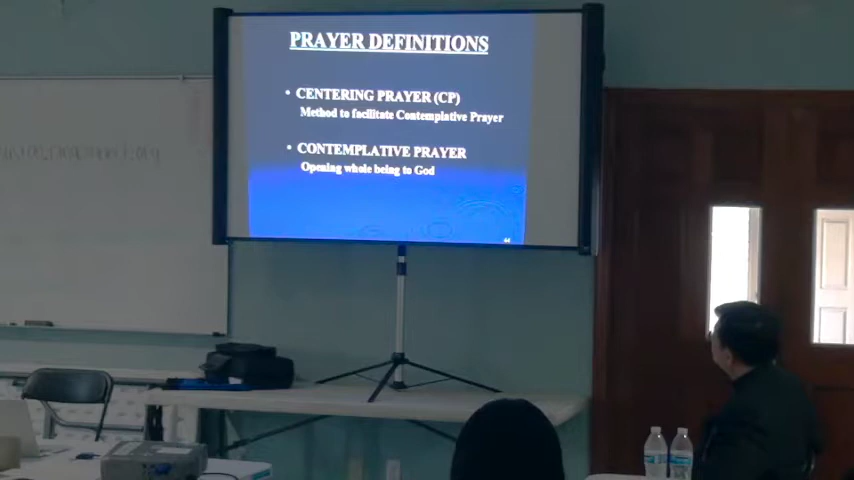 PRAYER DEFINITIONS
• CENTERING PRAYER (CP)
Method to facilitate Contemplative Prayer
• CONTEMPLATIVE PRAYER
Opening whole being to God